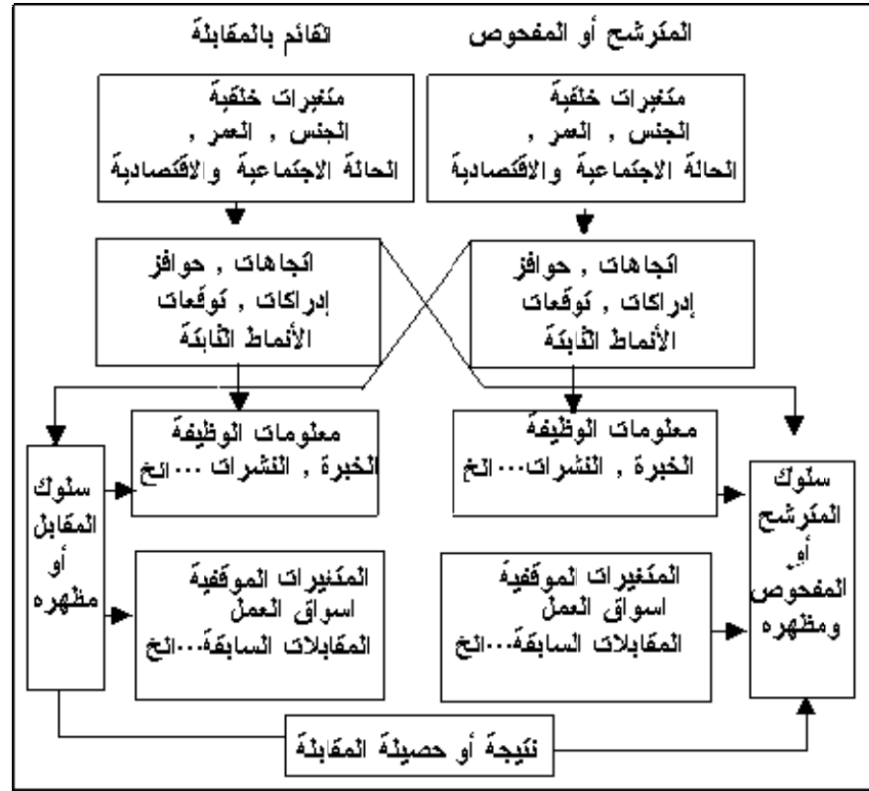 المترشح أو المفحوص
القائم بالمقابلة
متغيرات خلفية
الجنس , العمر ,
الحالة الاجتماعية والاقتصادية
متغيرات خلفية
الجنس , العمر ,
الحالة الاجتماعية والاقتصادية
اتجاهات , حوافز
إدراكات , توقعات
الأنماط الثابتة
اتجاهات , حوافز
إدراكات , توقعات
الأنماط الثابتة
معلومات الوظيفة
الخبرة , النشرات...الخ
معلومات الوظيفة
الخبرة , النشرات...الخ
سلوك
المترشح
أو
المفحوص
ومظهره
سلوك
المقابل
أو
مظهره
المتغيرات الموقفية
اسواق العمل
المقابلات السابقة...الخ
المتغيرات الموقفية
اسواق العمل
المقابلات السابقة...الخ
نتيجة أو حصيلة المقابلة